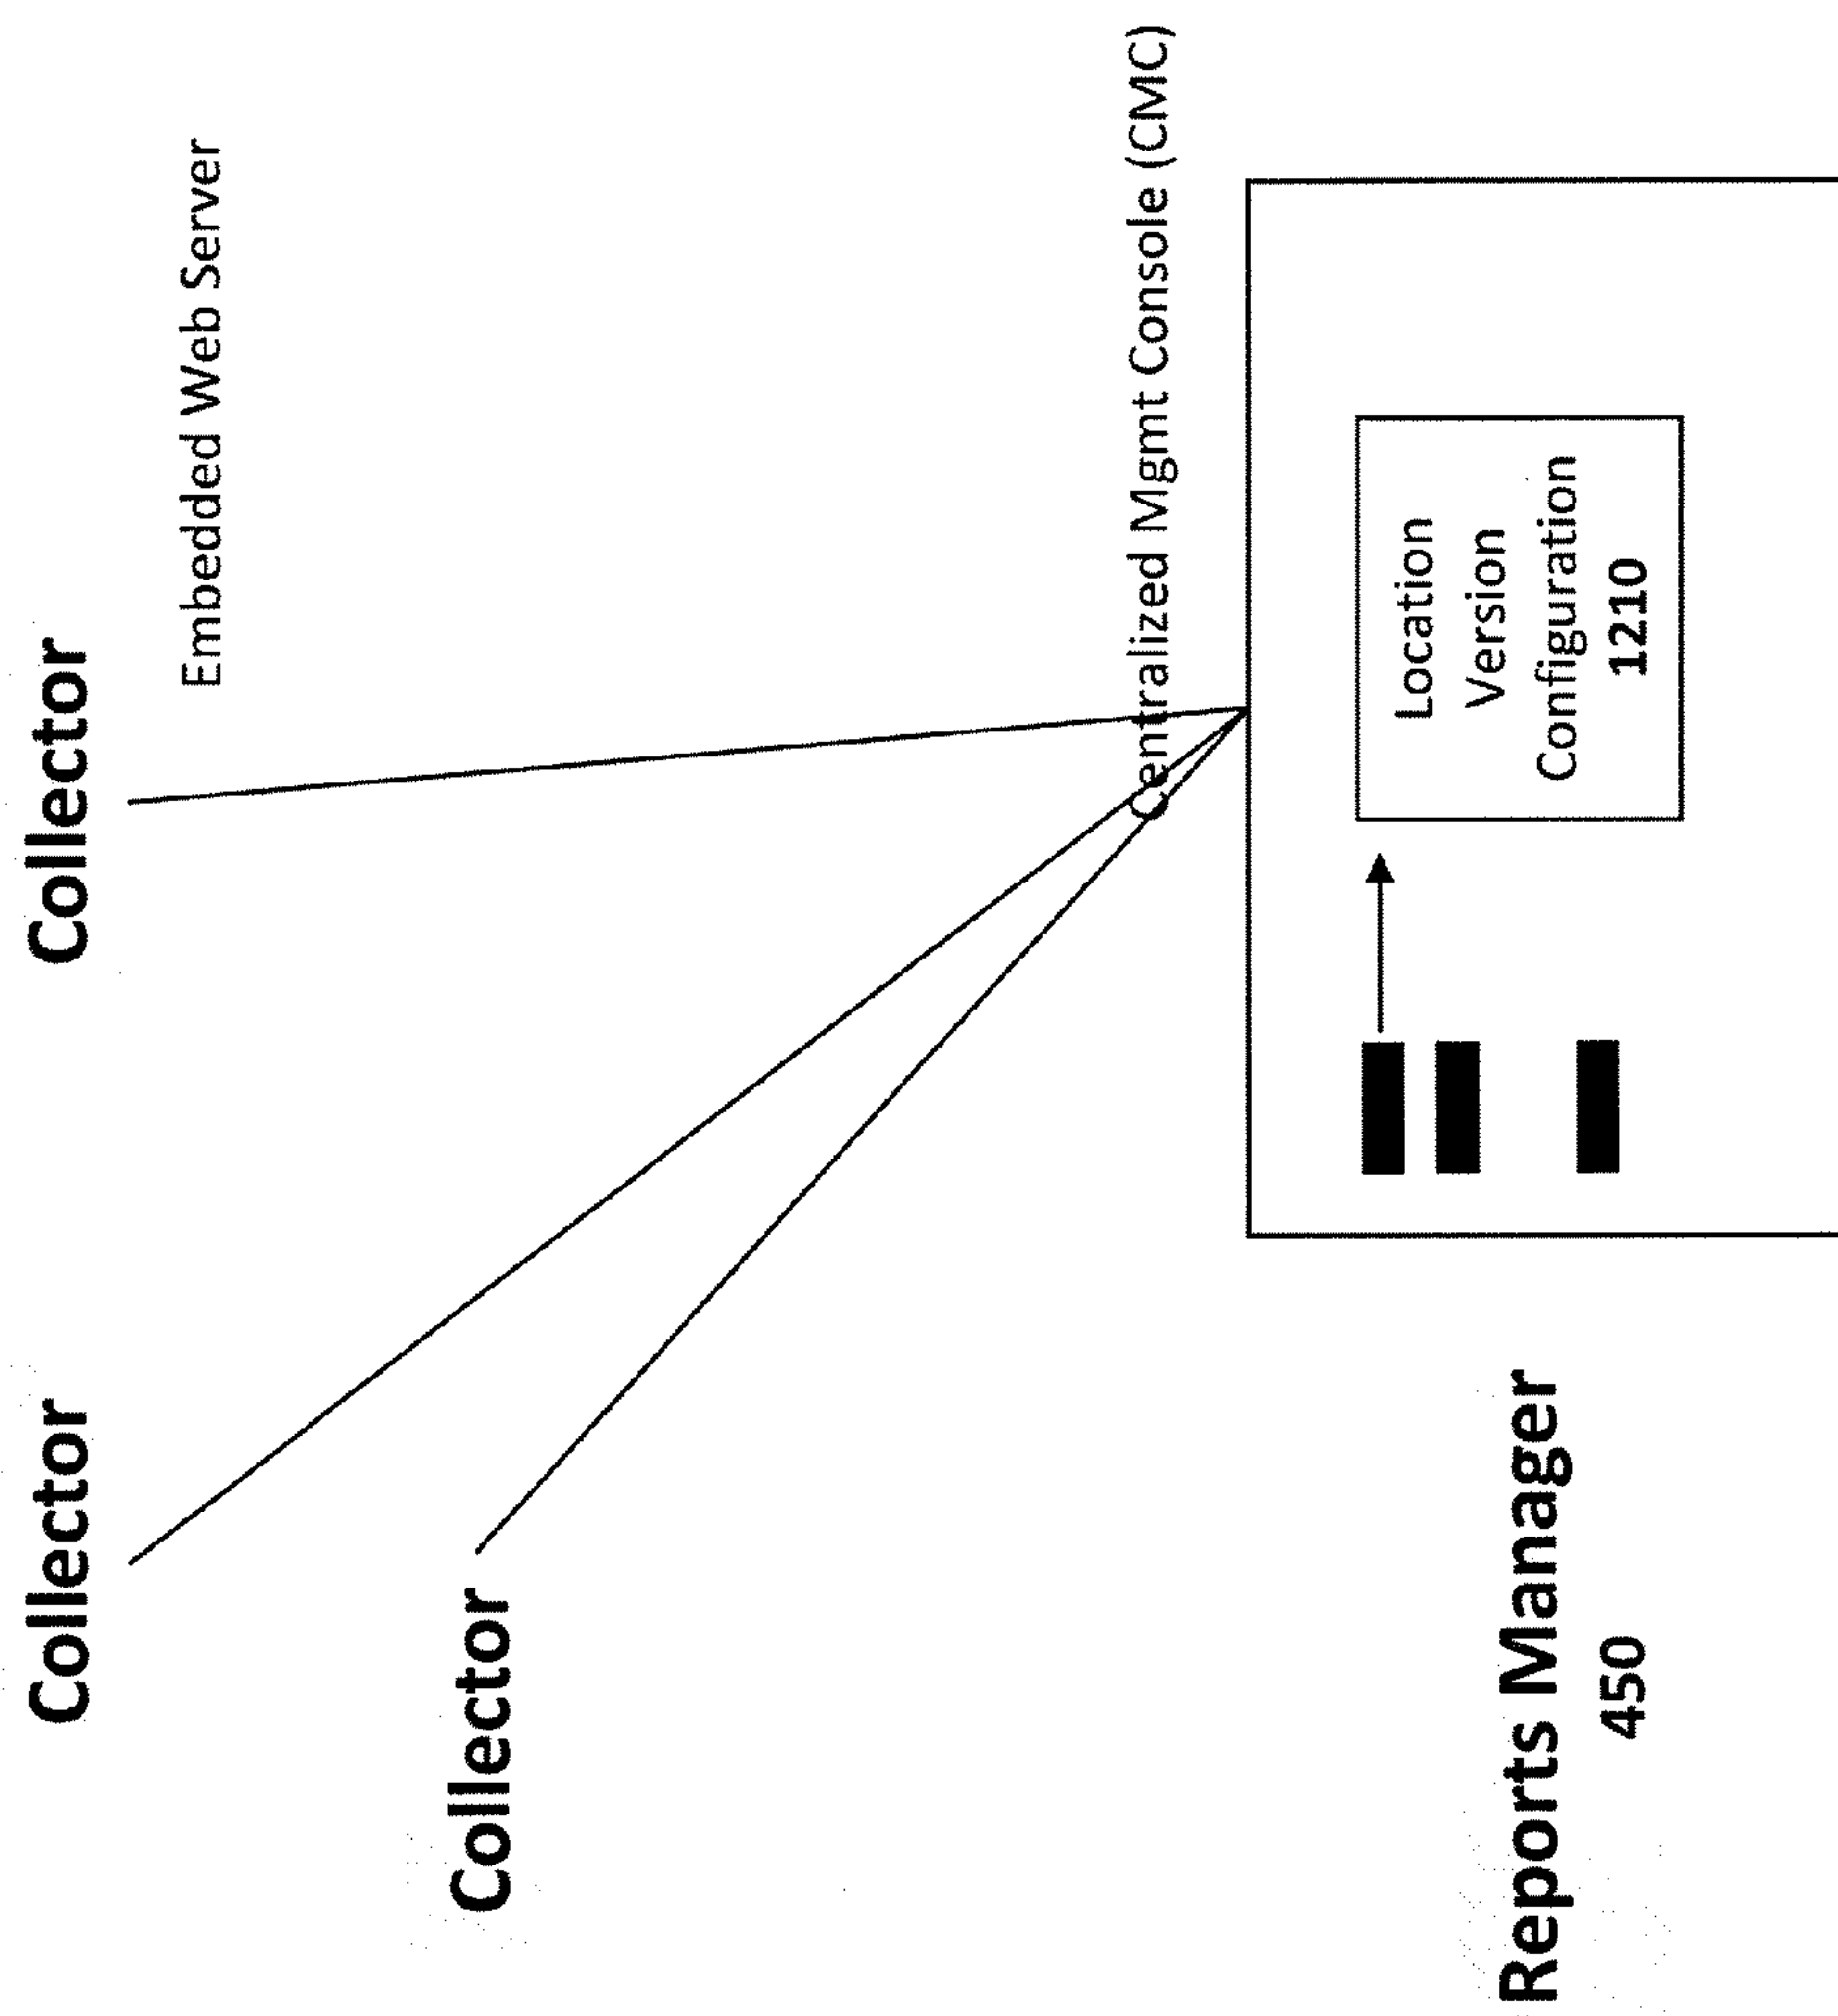 Collector
Collector
Embedded Web Server
Collector
Centralized Mgmt Console (CMC)
Location
Version
Configuration
1210
Reports Manager
450